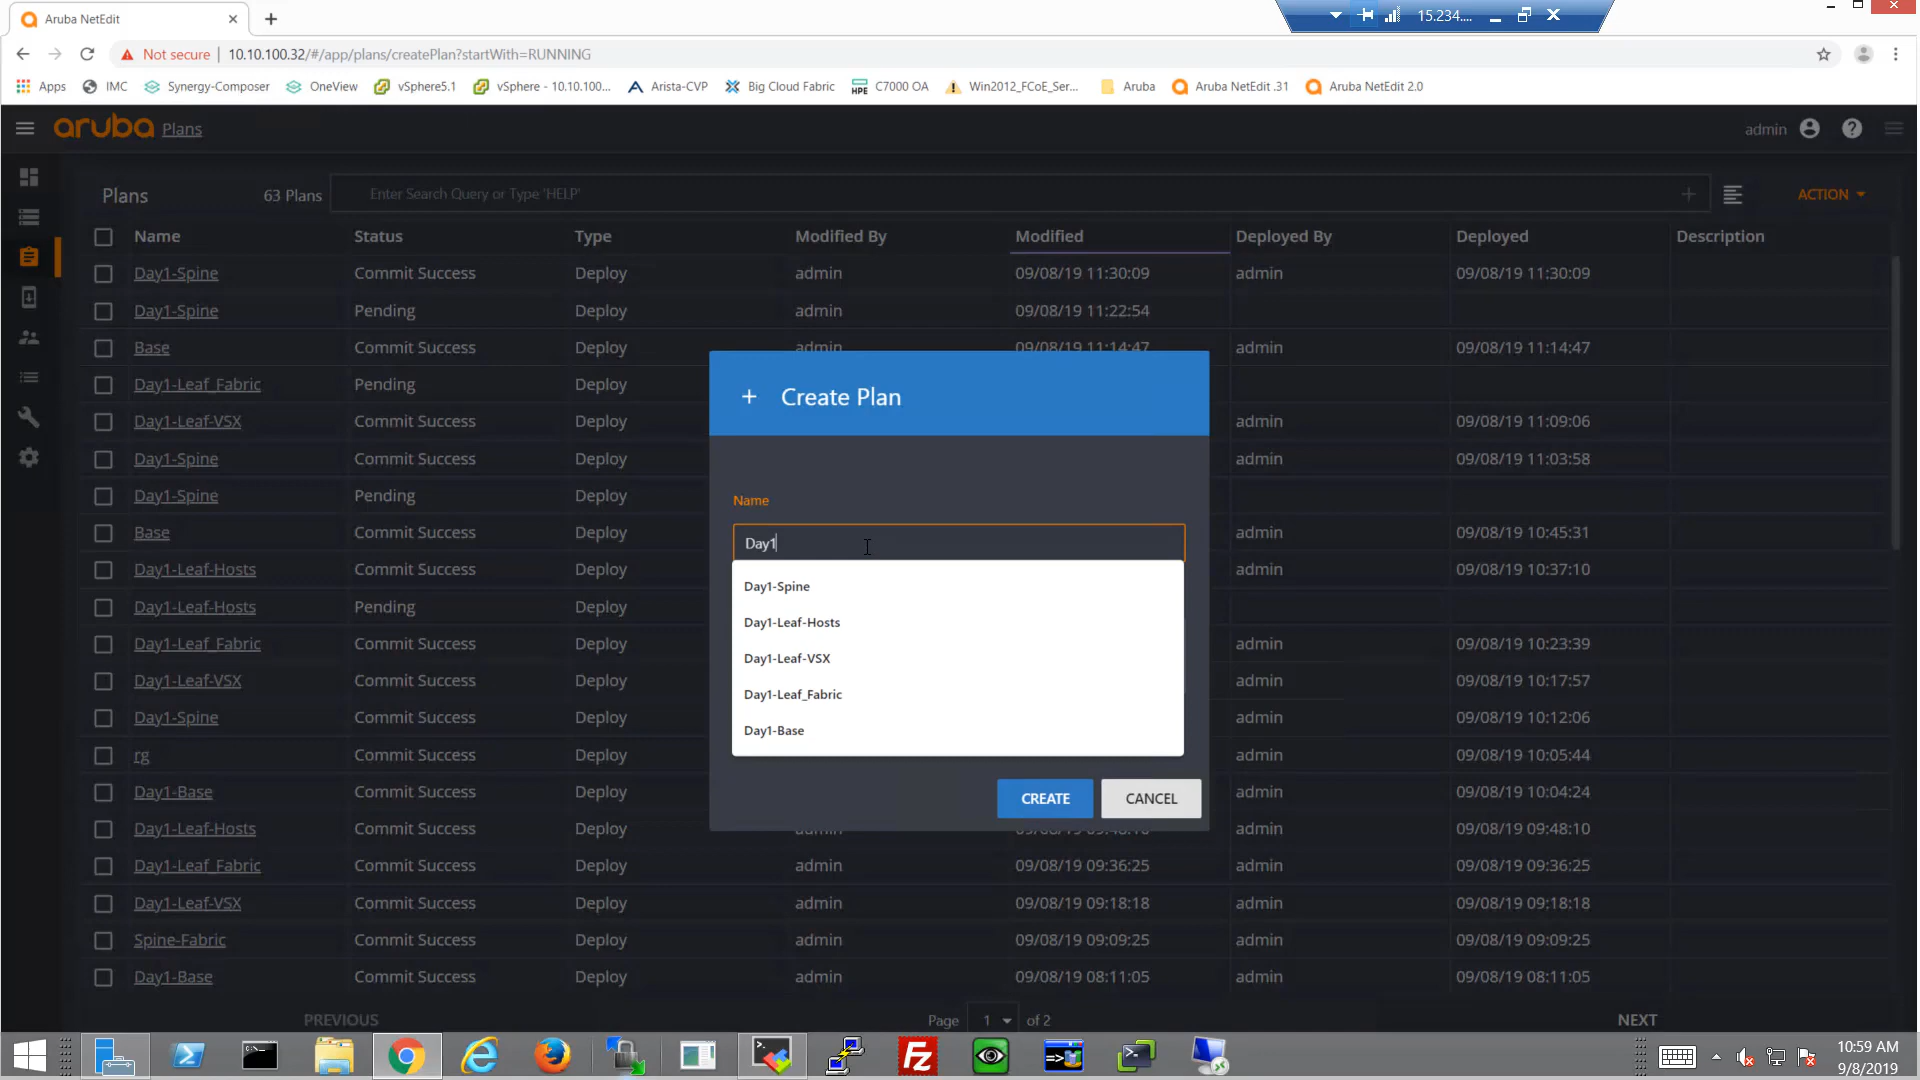 Aruba NetEdit
15.234....
Not secure | 10.10.100.32/#/app/plans/createPlan?startWith=RUNNING
Apps IMC Synergy-Composer OneView vSphere5.1 vSphere - 10.10.100... Arista-CVP Big Cloud Fabric HPE C7000 OA Win2012_FCoE_Ser... Aruba Aruba NetEdit .31 Aruba NetEdit 2.0
aruba Plans admin
Plans 63 Plans Enter Search Query or Type 'HELP' ACTION
Name Status Type Modified By Modified Deployed By Deployed Description
Day1-Spine Commit Success Deploy admin 09/08/19 11:30:09 admin 09/08/19 11:30:09
Day1-Spine Pending Deploy admin 09/08/19 11:22:54
Base Commit Success Deploy admin 09/08/19 11:14:47 admin 09/08/19 11:14:47
Day1-Leaf_Fabric Pending Deploy
Day1-Leaf-VSX Commit Success Deploy admin 09/08/19 11:09:06
Day1-Spine Commit Success Deploy admin 09/08/19 11:03:58
Day1-Spine Pending Deploy
Base Commit Success Deploy admin 09/08/19 10:45:31
Day1-Leaf-Hosts Commit Success Deploy admin 09/08/19 10:37:10
Day1-Leaf-Hosts Pending Deploy
Day1-Leaf_Fabric Commit Success Deploy admin 09/08/19 10:23:39
Day1-Leaf-VSX Commit Success Deploy admin 09/08/19 10:17:57
Day1-Spine Commit Success Deploy admin 09/08/19 10:12:06
rg Commit Success Deploy admin 09/08/19 10:05:44
Day1-Base Commit Success Deploy admin 09/08/19 10:04:24
Day1-Leaf-Hosts Commit Success Deploy admin 09/08/19 09:48:10 admin 09/08/19 09:48:10
Day1-Leaf_Fabric Commit Success Deploy admin 09/08/19 09:36:25 admin 09/08/19 09:36:25
Day1-Leaf-VSX Commit Success Deploy admin 09/08/19 09:18:18 admin 09/08/19 09:18:18
Spine-Fabric Commit Success Deploy admin 09/08/19 09:09:25 admin 09/08/19 09:09:25
Day1-Base Commit Success Deploy admin 09/08/19 08:11:05 admin 09/08/19 08:11:05
PREVIOUS Page 1 of 2 NEXT
+ Create Plan
Name
Day1
Day1-Spine
Day1-Leaf-Hosts
Day1-Leaf-VSX
Day1-Leaf_Fabric
Day1-Base
CREATE CANCEL
10:59 AM
9/8/2019